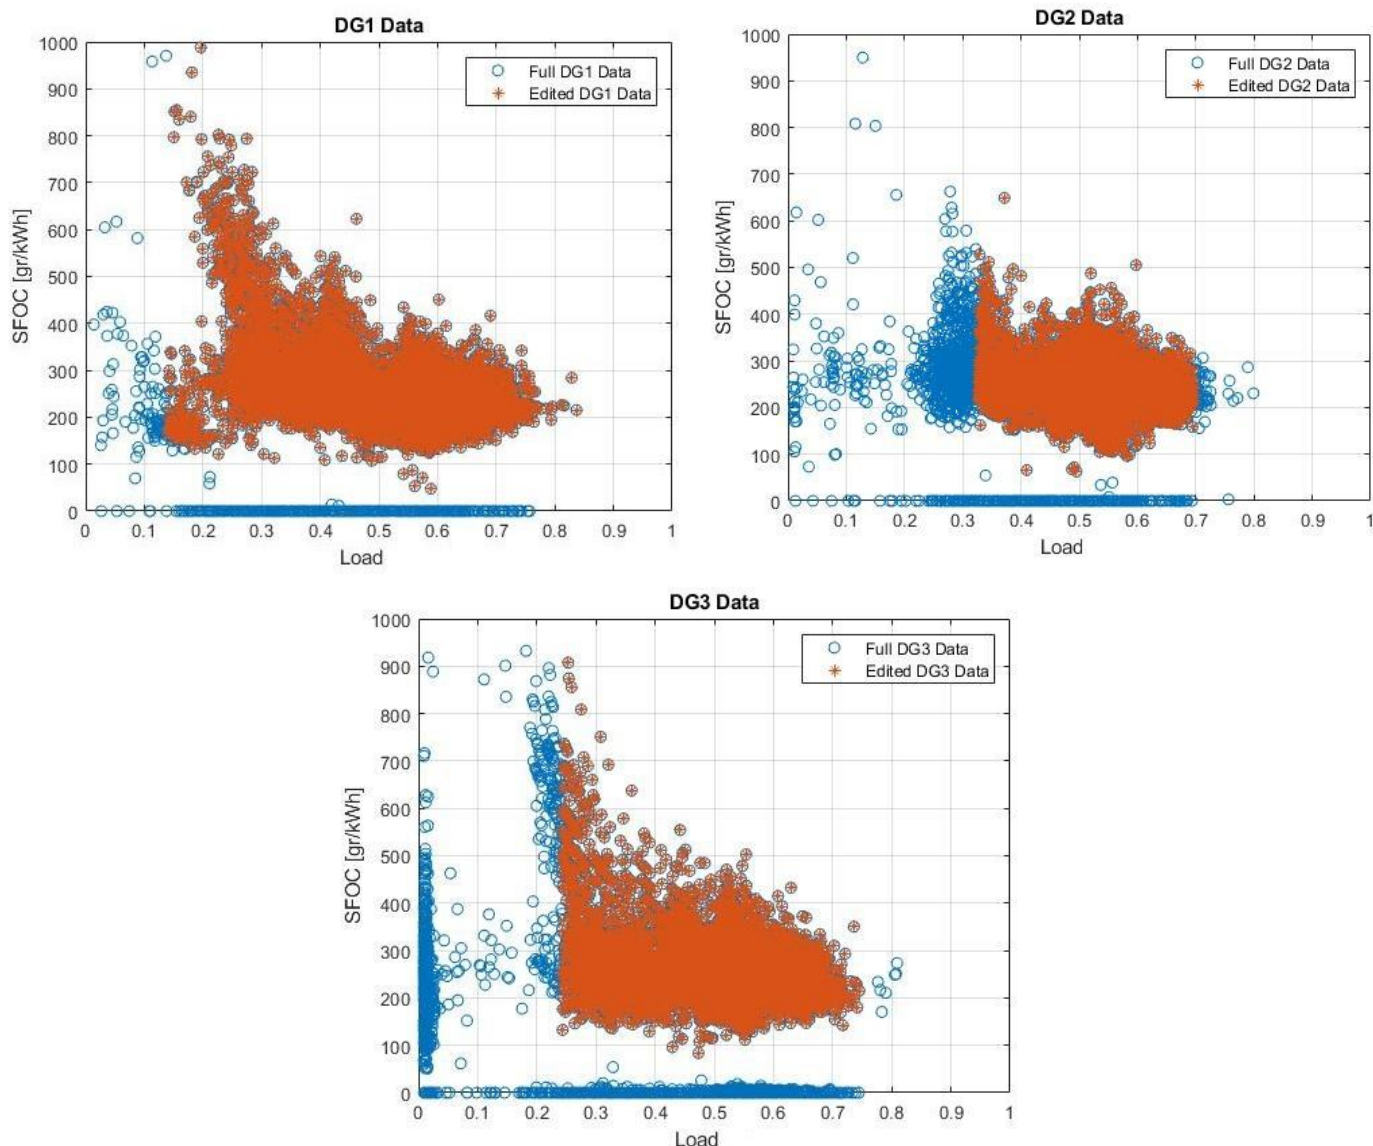 DG1 Data
Full DG1 Data
Edited DG1 Data
1000
900
800
700
600
500
400
300
200
100
0
SFOC [gr/kWh]
0 0.1 0.2 0.3 0.4 0.5 0.6 0.7 0.8 0.9 1
Load
DG2 Data
Full DG2 Data
Edited DG2 Data
1000
900
800
700
600
500
400
300
200
100
0
SFOC [gr/kWh]
0 0.1 0.2 0.3 0.4 0.5 0.6 0.7 0.8 0.9 1
Load
DG3 Data
Full DG3 Data
Edited DG3 Data
1000
900
800
700
600
500
400
300
200
100
0
SFOC [gr/kWh]
0 0.1 0.2 0.3 0.4 0.5 0.6 0.7 0.8 0.9 1
Load